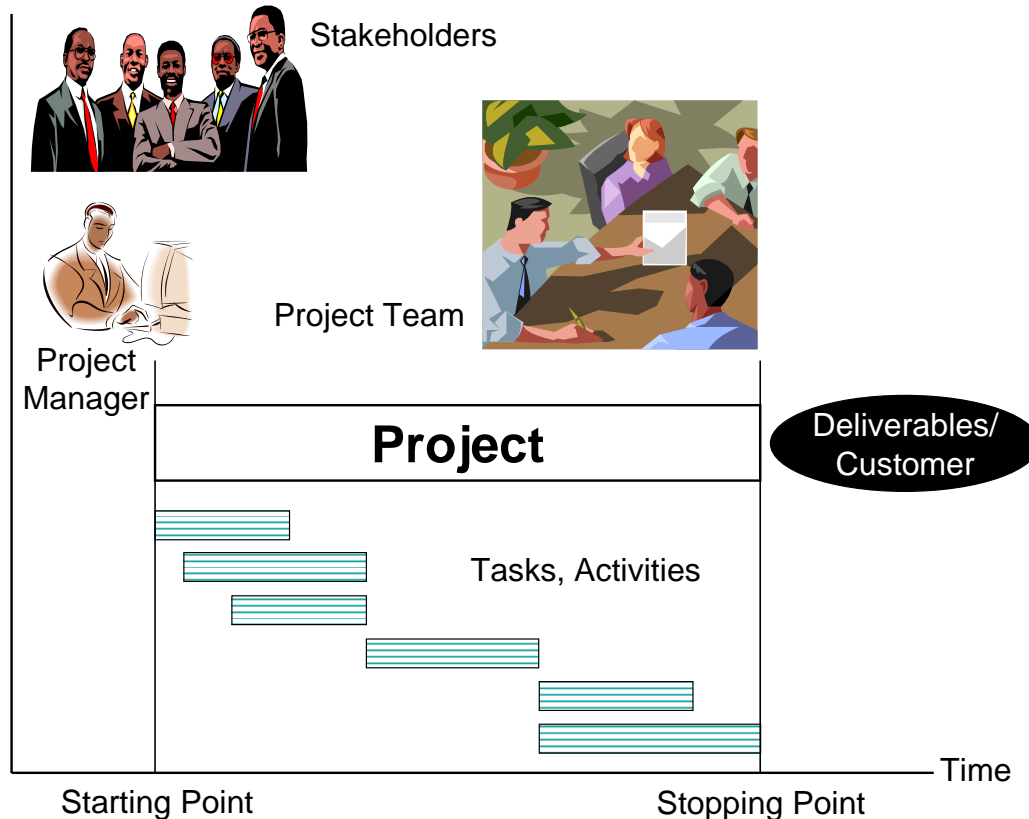 Stakeholders
Project Team
Project
Manager
Project
Deliverables/
Customer
Tasks, Activities
Time
Starting Point
Stopping Point